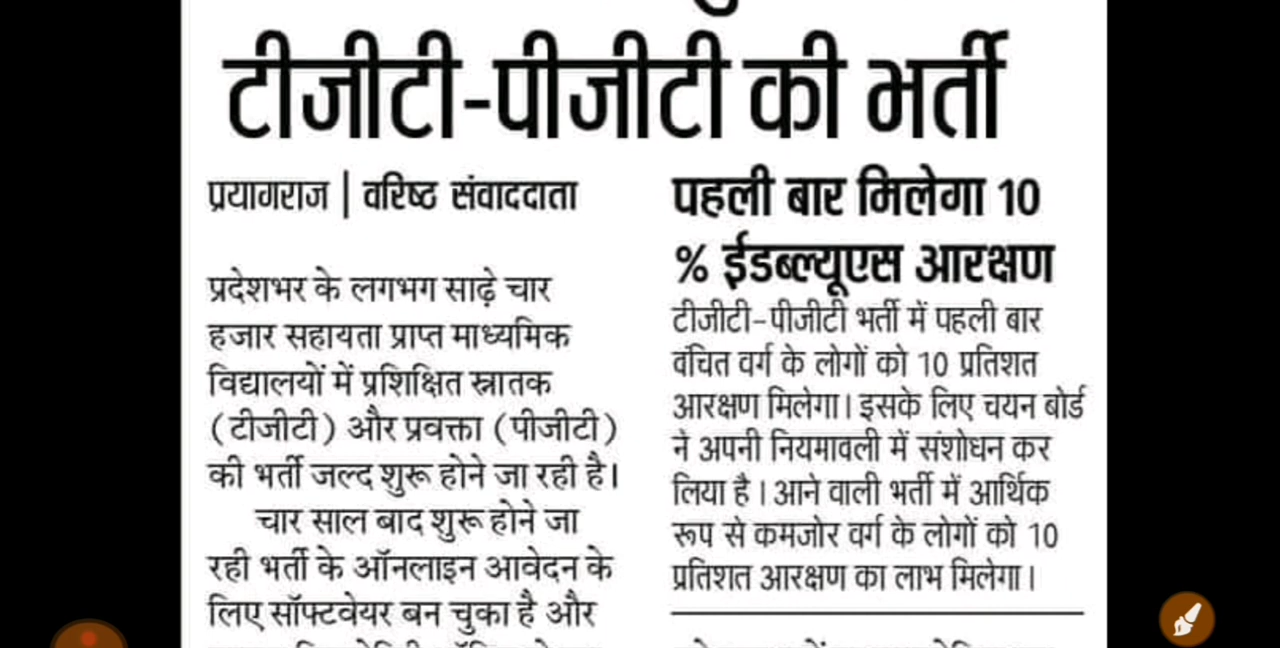 टीजीटी-पीजीटी की भर्ती
प्रयागराज | वरिष्ठ संवाददाता
प्रदेशभर के लगभग साढ़े चार
हजार सहायता प्राप्त माध्यमिक
विद्यालयों में प्रशिक्षित स्नातक
(टीजीटी) और प्रवक्ता (पीजीटी)
की भर्ती जल्द शुरू होने जा रही है।
चार साल बाद शुरू होने जा
रही भर्ती के ऑनलाइन आवेदन के
लिए सॉफ्टवेयर बन चुका है और
पहली बार मिलेगा 10
% ईडब्ल्यूएस आरक्षण
टीजीटी-पीजीटी भर्ती में पहली बार
वंचित वर्ग के लोगों को 10 प्रतिशत
आरक्षण मिलेगा। इसके लिए चयन बोर्ड
ने अपनी नियमावली में संशोधन कर
लिया है। आने वाली भर्ती में आर्थिक
रूप से कमजोर वर्ग के लोगों को 10
प्रतिशत आरक्षण का लाभ मिलेगा।